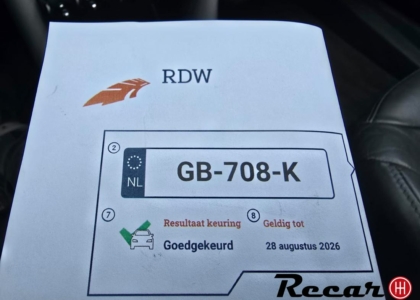 RDW
2
NL
GB-708-K
7 Resultaat keuring 8 Geldig tot
Goedgekeurd 28 augustus 2026
Recar